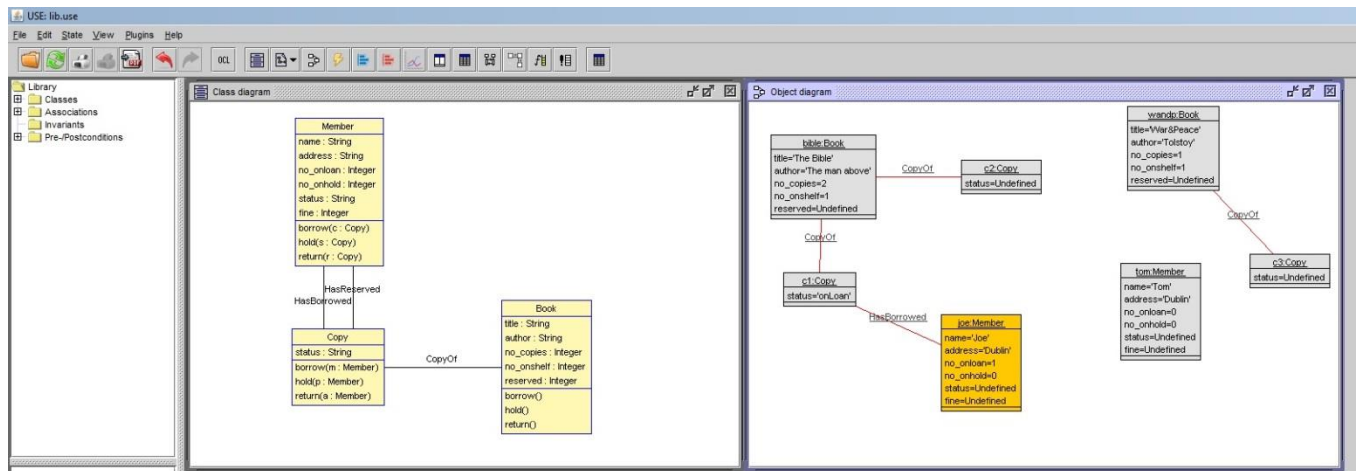 USE: lib.use
File Edit State View Plugins Help
OCL
Library
Classes
Associations
Invariants
Pre-/Postconditions
Class diagram
Member
name : String
address : String
no_onloan : Integer
no_onhold : Integer
status : String
fine : Integer
borrow(c : Copy)
hold(s : Copy)
return(r : Copy)
HasReserved
HasBorrowed
Copy
status : String
borrow(m : Member)
hold(p : Member)
return(a : Member)
CopyOf
Book
title : String
author : String
no_copies : Integer
no_onshelf : Integer
reserved : Integer
borrow()
hold()
return()
Object diagram
bible:Book
title='The Bible'
author='The man above'
no_copies=2
no_onshelf=1
reserved=Undefined
CopyOf
c2:Copy
status=Undefined
wandp:Book
title='War&Peace'
author='Tolstoy'
no_copies=1
no_onshelf=1
reserved=Undefined
CopyOf
CopyOf
c1:Copy
status='onLoan'
HasBorrowed
joe:Member
name='Joe'
address='Dublin'
no_onloan=1
no_onhold=0
status=Undefined
fine=Undefined
tom:Member
name='Tom'
address='Dublin'
no_onloan=0
no_onhold=0
status=Undefined
fine=Undefined
c3:Copy
status=Undefined